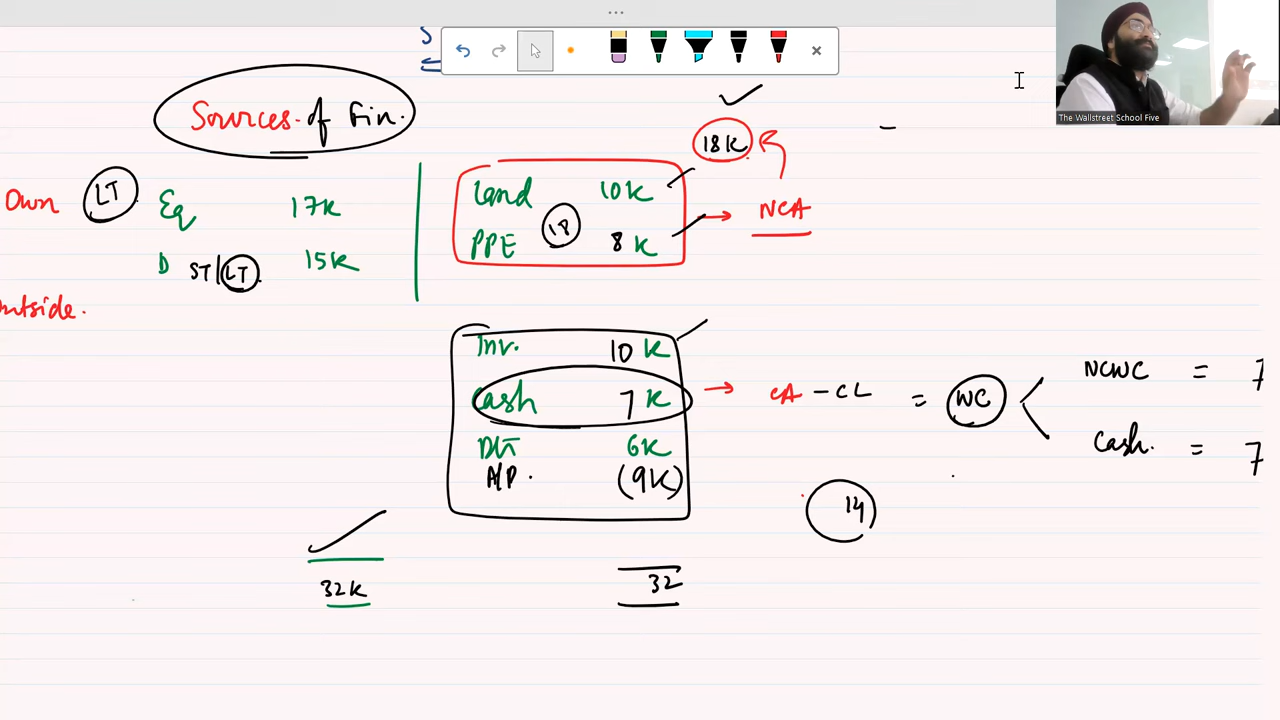 The Wallstreet School Five
Sources of Fin.
18K
Own LT Eq 17K
Land 10K
18
NCA
PPE 8K
D ST/LT. 15K
utside.
Inv. 10K
Cash 7K
CA - CL = WC
NCWC = 7
Cash. = 7
6K
A/P. (9K)
14
32K
32